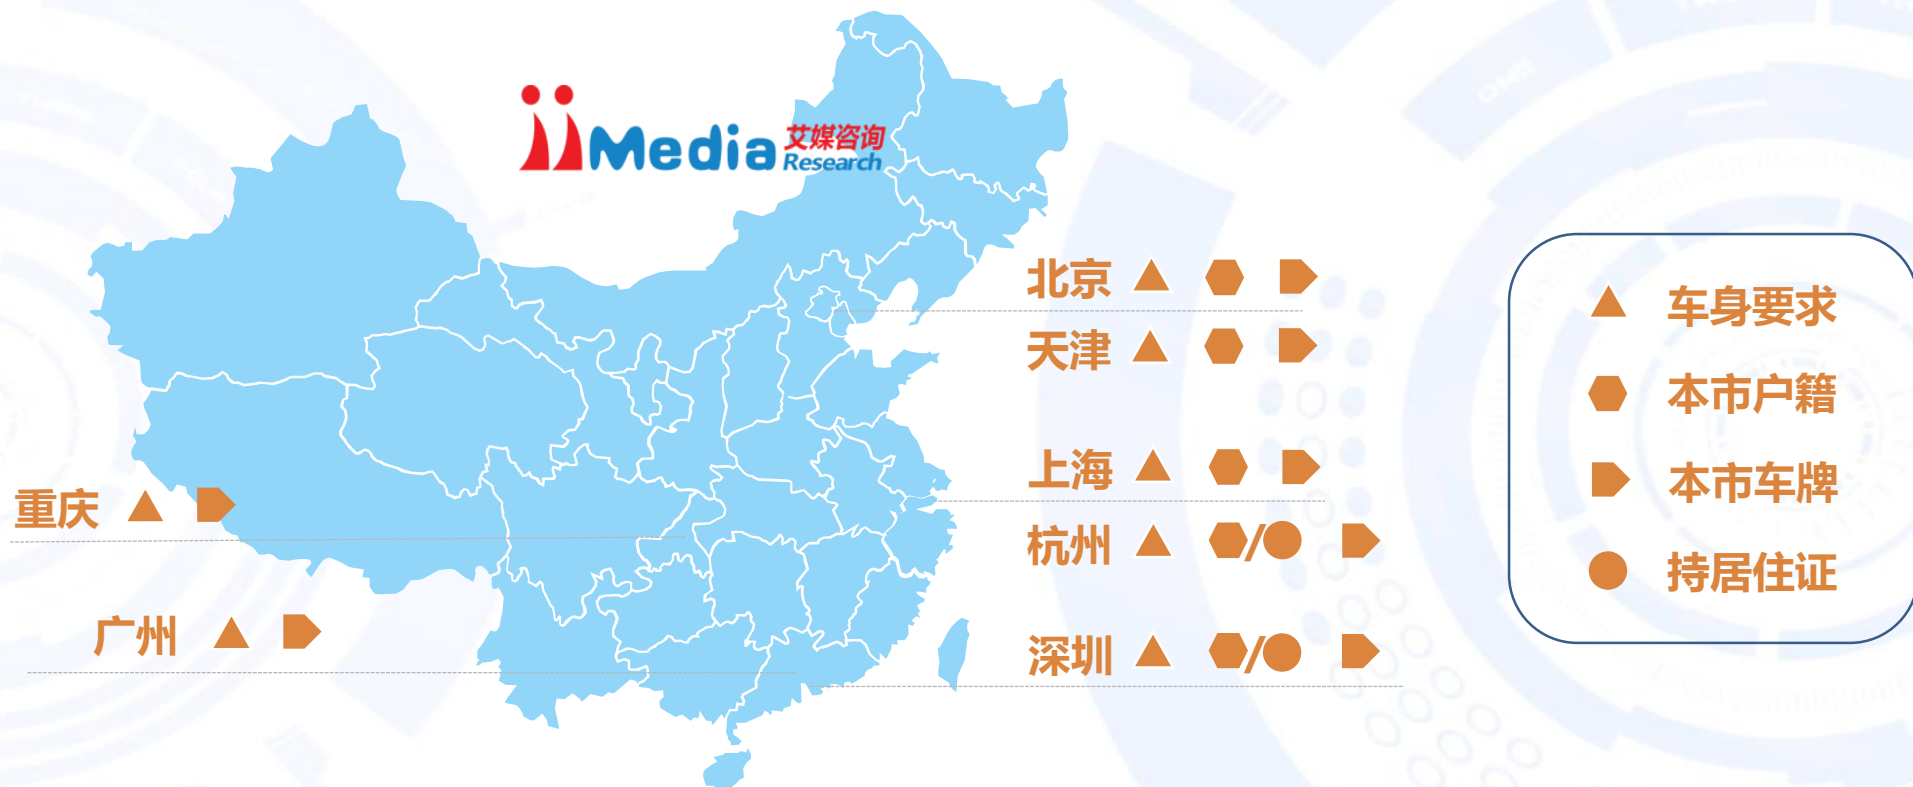 iiMedia 艾媒咨询
Research
北京
天津
上海
杭州
/
深圳
/
重庆
广州
车身要求
本市户籍
本市车牌
持居住证